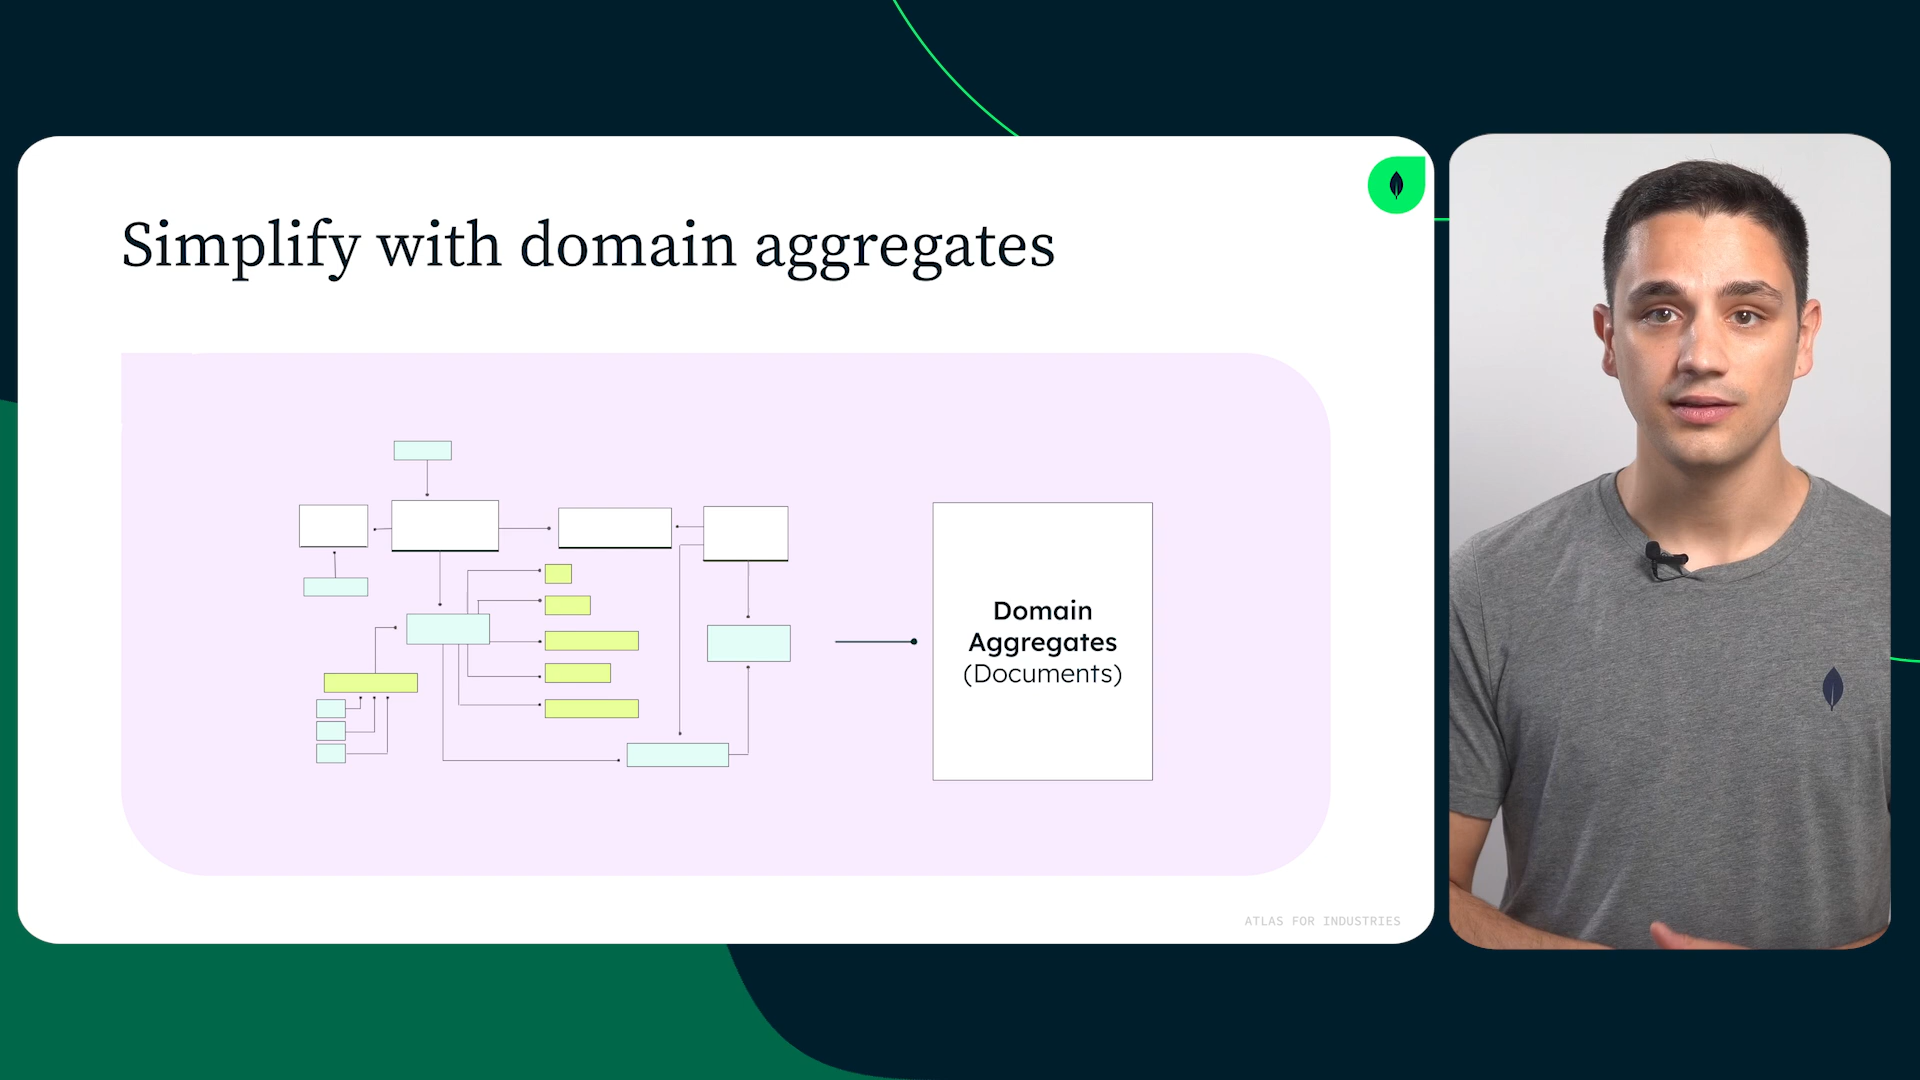 Simplify with domain aggregates
Domain
Aggregates
(Documents)
ATLAS FOR INDUSTRIES